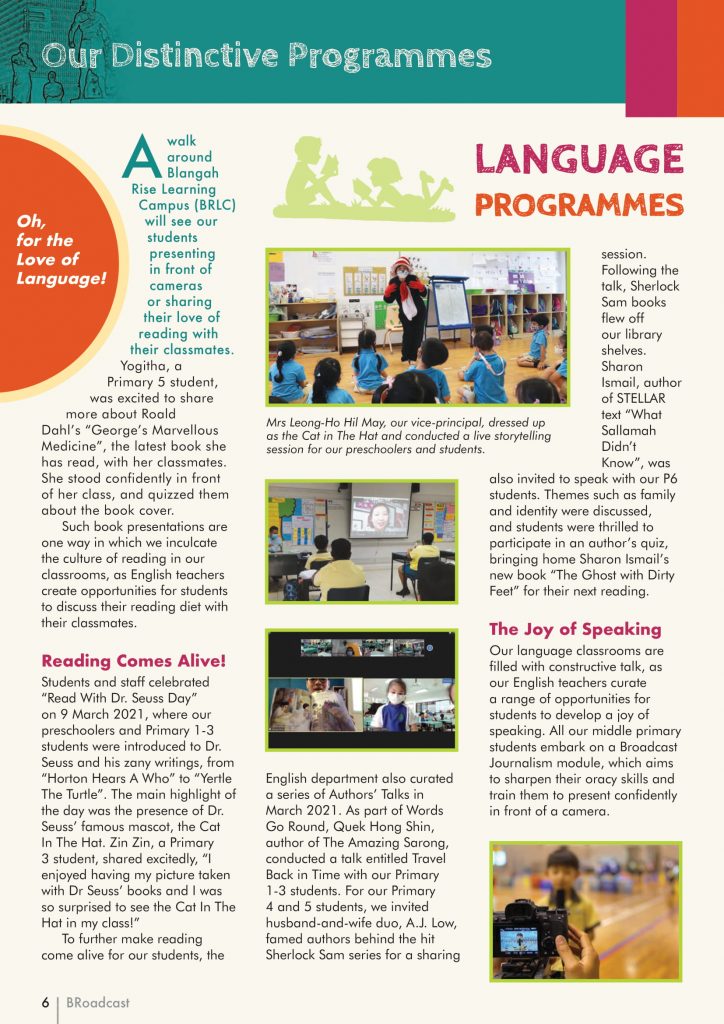 Our Distinctive Programmes
Oh,
for the
Love of
Language!
LANGUAGE
PROGRAMMES
A walk
around
Blangah
Rise Learning
Campus (BRLC)
will see our
students
presenting
in front of
cameras
or sharing
their love of
reading with
their classmates.
Yogitha, a
Primary 5 student,
was excited to share
more about Roald
Dahl's “George's Marvellous
Medicine”, the latest book she
has read, with her classmates.
She stood confidently in front
of her class, and quizzed them
about the book cover.
Such book presentations are
one way in which we inculcate
the culture of reading in our
classrooms, as English teachers
create opportunities for students
to discuss their reading diet with
their classmates.
Reading Comes Alive!
Students and staff celebrated
“Read With Dr. Seuss Day”
on 9 March 2021, where our
preschoolers and Primary 1-3
students were introduced to Dr.
Seuss and his zany writings, from
“Horton Hears A Who” to “Yertle
The Turtle”. The main highlight of
the day was the presence of Dr.
Seuss' famous mascot, the Cat
In The Hat. Zin Zin, a Primary
3 student, shared excitedly, “I
enjoyed having my picture taken
with Dr Seuss' books and I was
so surprised to see the Cat In The
Hat in my class!”
To further make reading
come alive for our students, the
Mrs Leong-Ho Hil May, our vice-principal, dressed up
as the Cat in The Hat and conducted a live storytelling
session for our preschoolers and students.
English department also curated
a series of Authors' Talks in
March 2021. As part of Words
Go Round, Quek Hong Shin,
author of The Amazing Sarong,
conducted a talk entitled Travel
Back in Time with our Primary
1-3 students. For our Primary
4 and 5 students, we invited
husband-and-wife duo, A.J. Low,
famed authors behind the hit
Sherlock Sam series for a sharing
session.
Following the
talk, Sherlock
Sam books
flew off
our library
shelves.
Sharon
Ismail, author
of STELLAR
text “What
Sallamah
Didn't
Know”, was
also invited to speak with our P6
students. Themes such as family
and identity were discussed,
and students were thrilled to
participate in an author's quiz,
bringing home Sharon Ismail's
new book “The Ghost with Dirty
Feet” for their next reading.
The Joy of Speaking
Our language classrooms are
filled with constructive talk, as
our English teachers curate
a range of opportunities for
students to develop a joy of
speaking. All our middle primary
students embark on a Broadcast
Journalism module, which aims
to sharpen their oracy skills and
train them to present confidently
in front of a camera.
6 BRoadcast